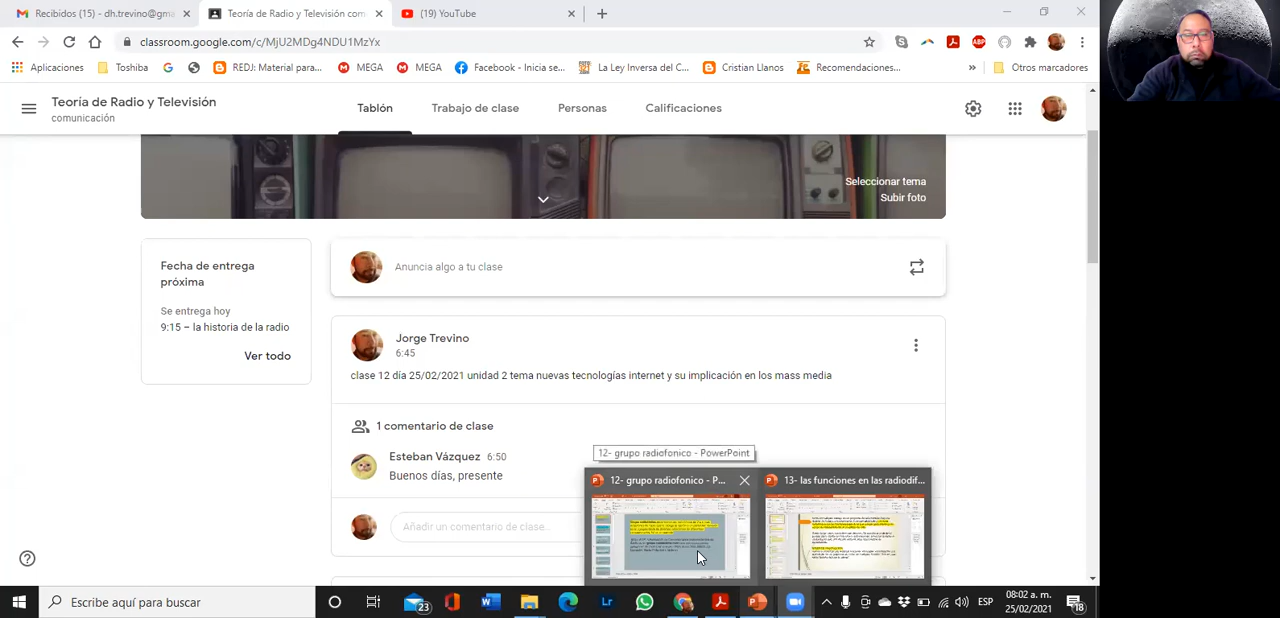 Recibidos (15) - dh.trevino@gma
Teoría de Radio y Televisión com
(19) YouTube
classroom.google.com/c/MjU2MDg4NDU1MzYx
Aplicaciones
Toshiba
REDJ: Material para...
MEGA
MEGA
Facebook - Inicia se...
La Ley Inversa del C...
Cristian Llanos
Recomendaciones...
»
Otros marcadores
Teoría de Radio y Televisión
comunicación
Tablón
Trabajo de clase
Personas
Calificaciones
Seleccionar tema
Subir foto
Fecha de entrega
próxima
Se entrega hoy
9:15 – la historia de la radio
Ver todo
Anuncia algo a tu clase
Jorge Trevino
6:45
clase 12 día 25/02/2021 unidad 2 tema nuevas tecnologías internet y su implicación en los mass media
1 comentario de clase
Esteban Vázquez 6:50
Buenos días, presente
Añadir un comentario de clase...
12- grupo radiofonico - PowerPoint
12- grupo radiofonico - P...
13- las funciones en las radiodif...
Escribe aquí para buscar
23
ESP
08:02 a. m.
25/02/2021
18